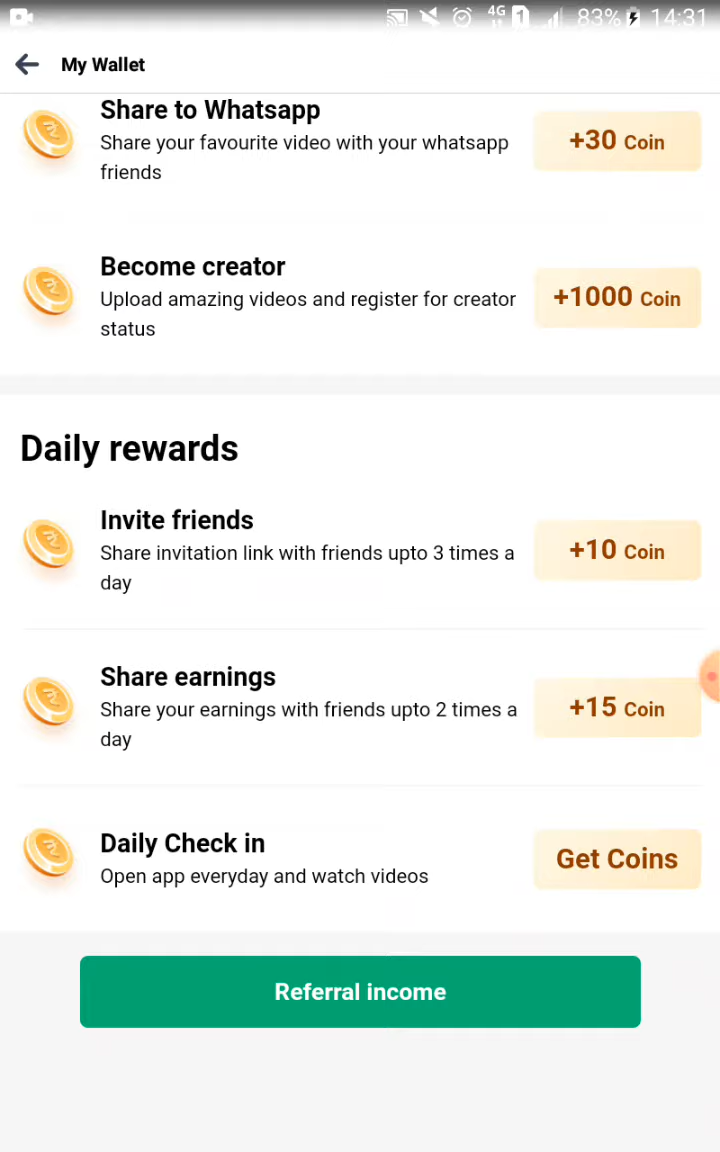 4G 1 83% 14:31
My Wallet
Share to Whatsapp
Share your favourite video with your whatsapp
friends
+30 Coin
Become creator
Upload amazing videos and register for creator
status
+1000 Coin
Daily rewards
Invite friends
Share invitation link with friends upto 3 times a
day
+10 Coin
Share earnings
Share your earnings with friends upto 2 times a
day
+15 Coin
Daily Check in
Open app everyday and watch videos
Get Coins
Referral income